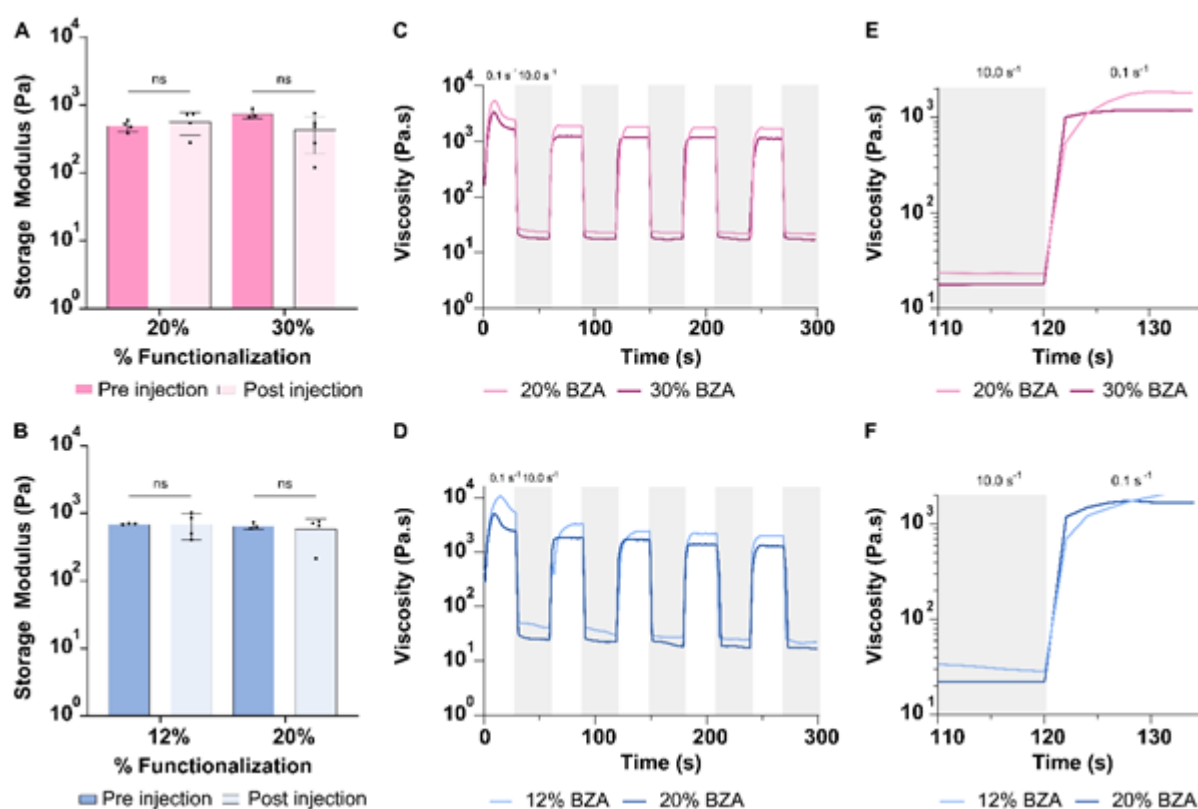 A
Storage Modulus (Pa)
10⁴
10³
10²
10¹
10⁰
ns
ns
20%
30%
% Functionalization
Pre injection
Post injection
C
Viscosity (Pa.s)
10⁴
10³
10²
10¹
10⁰
0.1 s⁻¹
10.0 s⁻¹
0
100
200
300
Time (s)
20% BZA
30% BZA
E
Viscosity (Pa.s)
10³
10²
10¹
10.0 s⁻¹
0.1 s⁻¹
110
120
130
Time (s)
20% BZA
30% BZA
B
Storage Modulus (Pa)
10⁴
10³
10²
10¹
10⁰
ns
ns
12%
20%
% Functionalization
Pre injection
Post injection
D
Viscosity (Pa.s)
10⁴
10³
10²
10¹
10⁰
0.1 s⁻¹
10.0 s⁻¹
0
100
200
300
Time (s)
12% BZA
20% BZA
F
Viscosity (Pa.s)
10³
10²
10¹
10.0 s⁻¹
0.1 s⁻¹
110
120
130
Time (s)
12% BZA
20% BZA